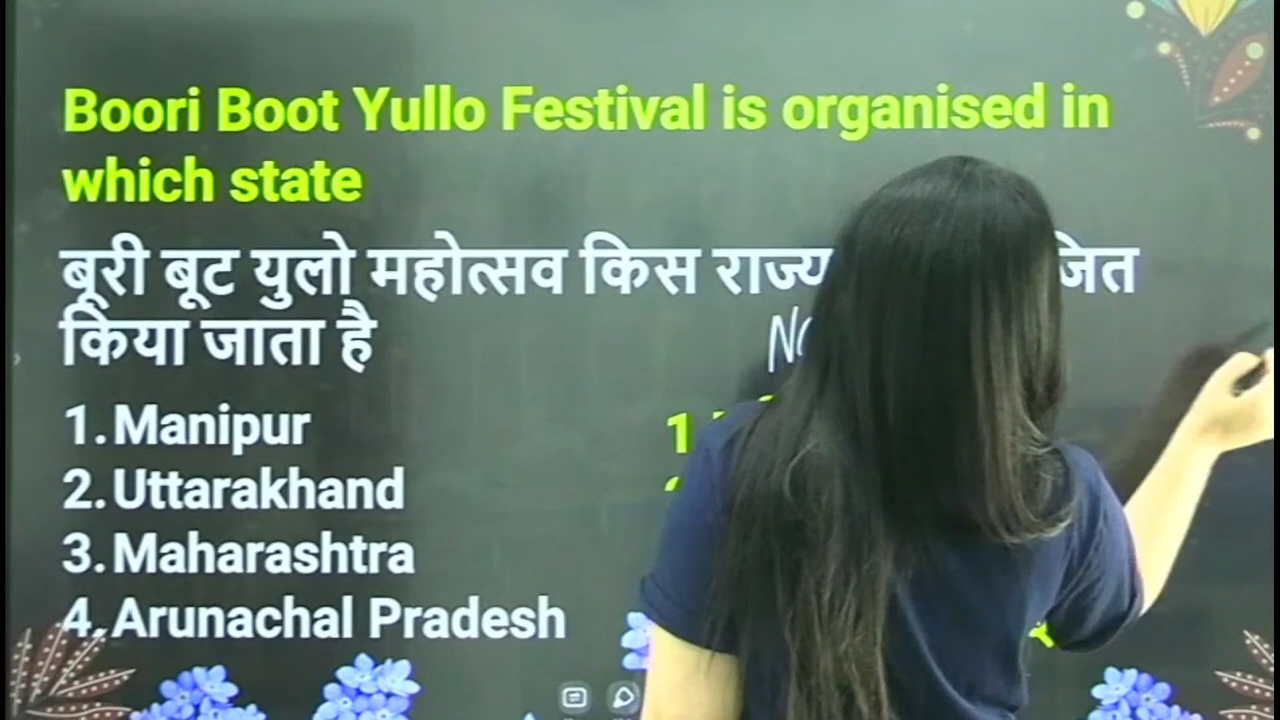 Boori Boot Yullo Festival is organised in
which state
बूरी बूट युलो महोत्सव किस राज्य
किया जाता है
1. Manipur
2. Uttarakhand
3. Maharashtra
4. Arunachal Pradesh
1